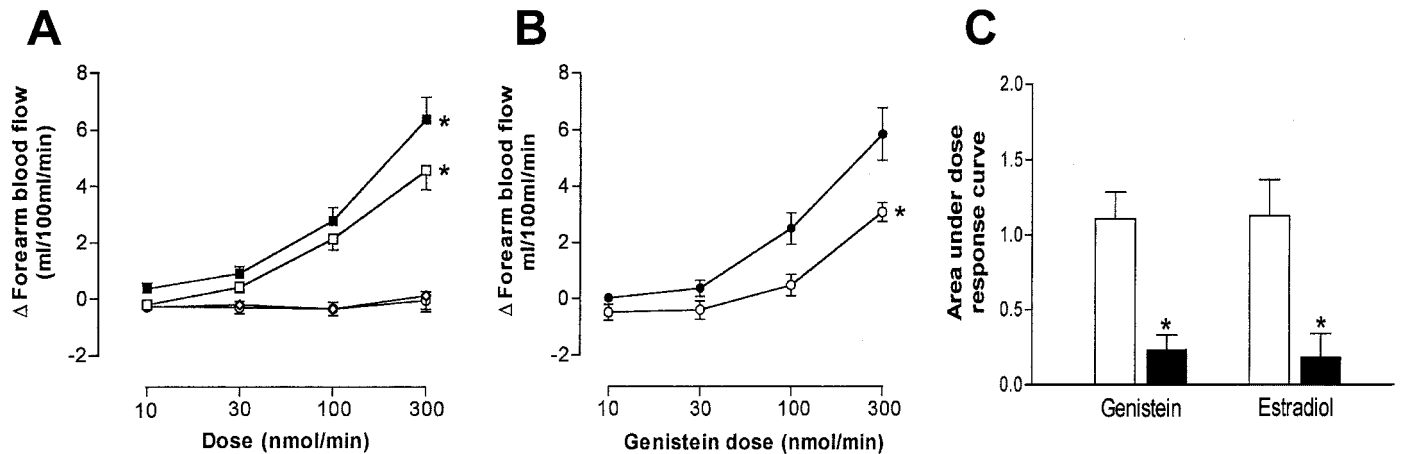 A
B
C
Δ Forearm blood flow
(ml/100ml/min)
8
6
4
2
0
-2
*
*
10 30 100 300
Dose (nmol/min)
Δ Forearm blood flow
ml/100ml/min
8
6
4
2
0
-2
*
10 30 100 300
Genistein dose (nmol/min)
Area under dose
response curve
2.0
1.5
1.0
0.5
0.0
*
*
Genistein Estradiol